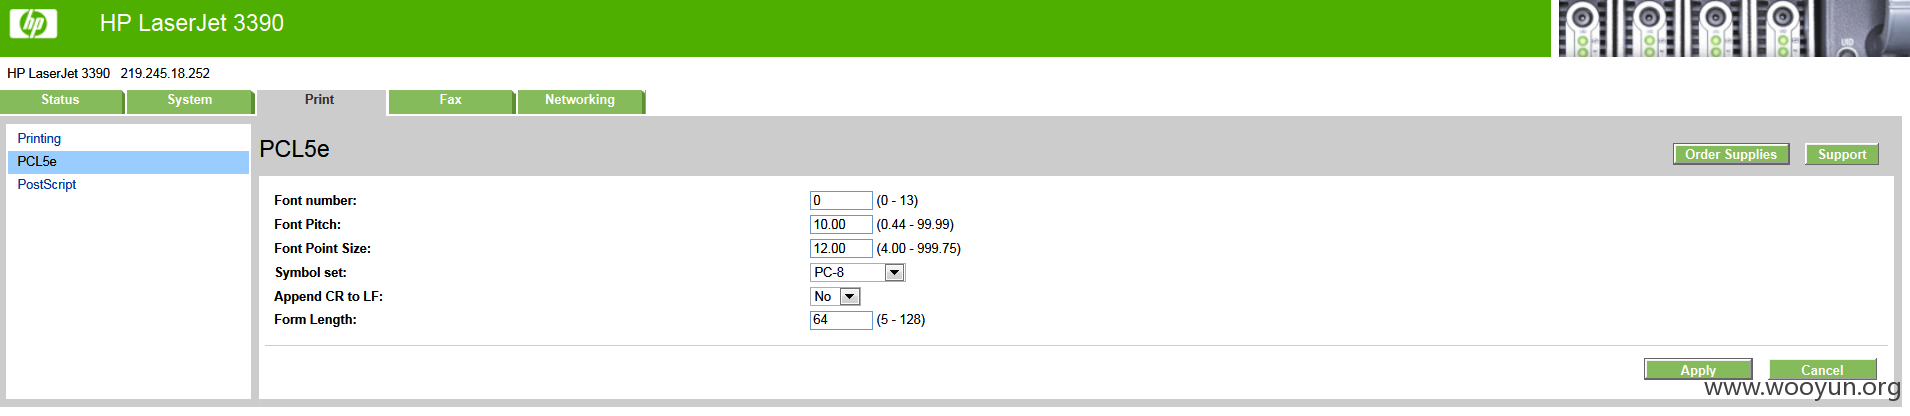 hp HP LaserJet 3390
UID
HP LaserJet 3390 219.245.18.252
Status System Print Fax Networking
Printing
PCL5e
PostScript
PCL5e
Order Supplies Support
Font number: 0 (0 - 13)
Font Pitch: 10.00 (0.44 - 99.99)
Font Point Size: 12.00 (4.00 - 999.75)
Symbol set: PC-8
Append CR to LF: No
Form Length: 64 (5 - 128)
Apply Cancel
www.wooyun.org